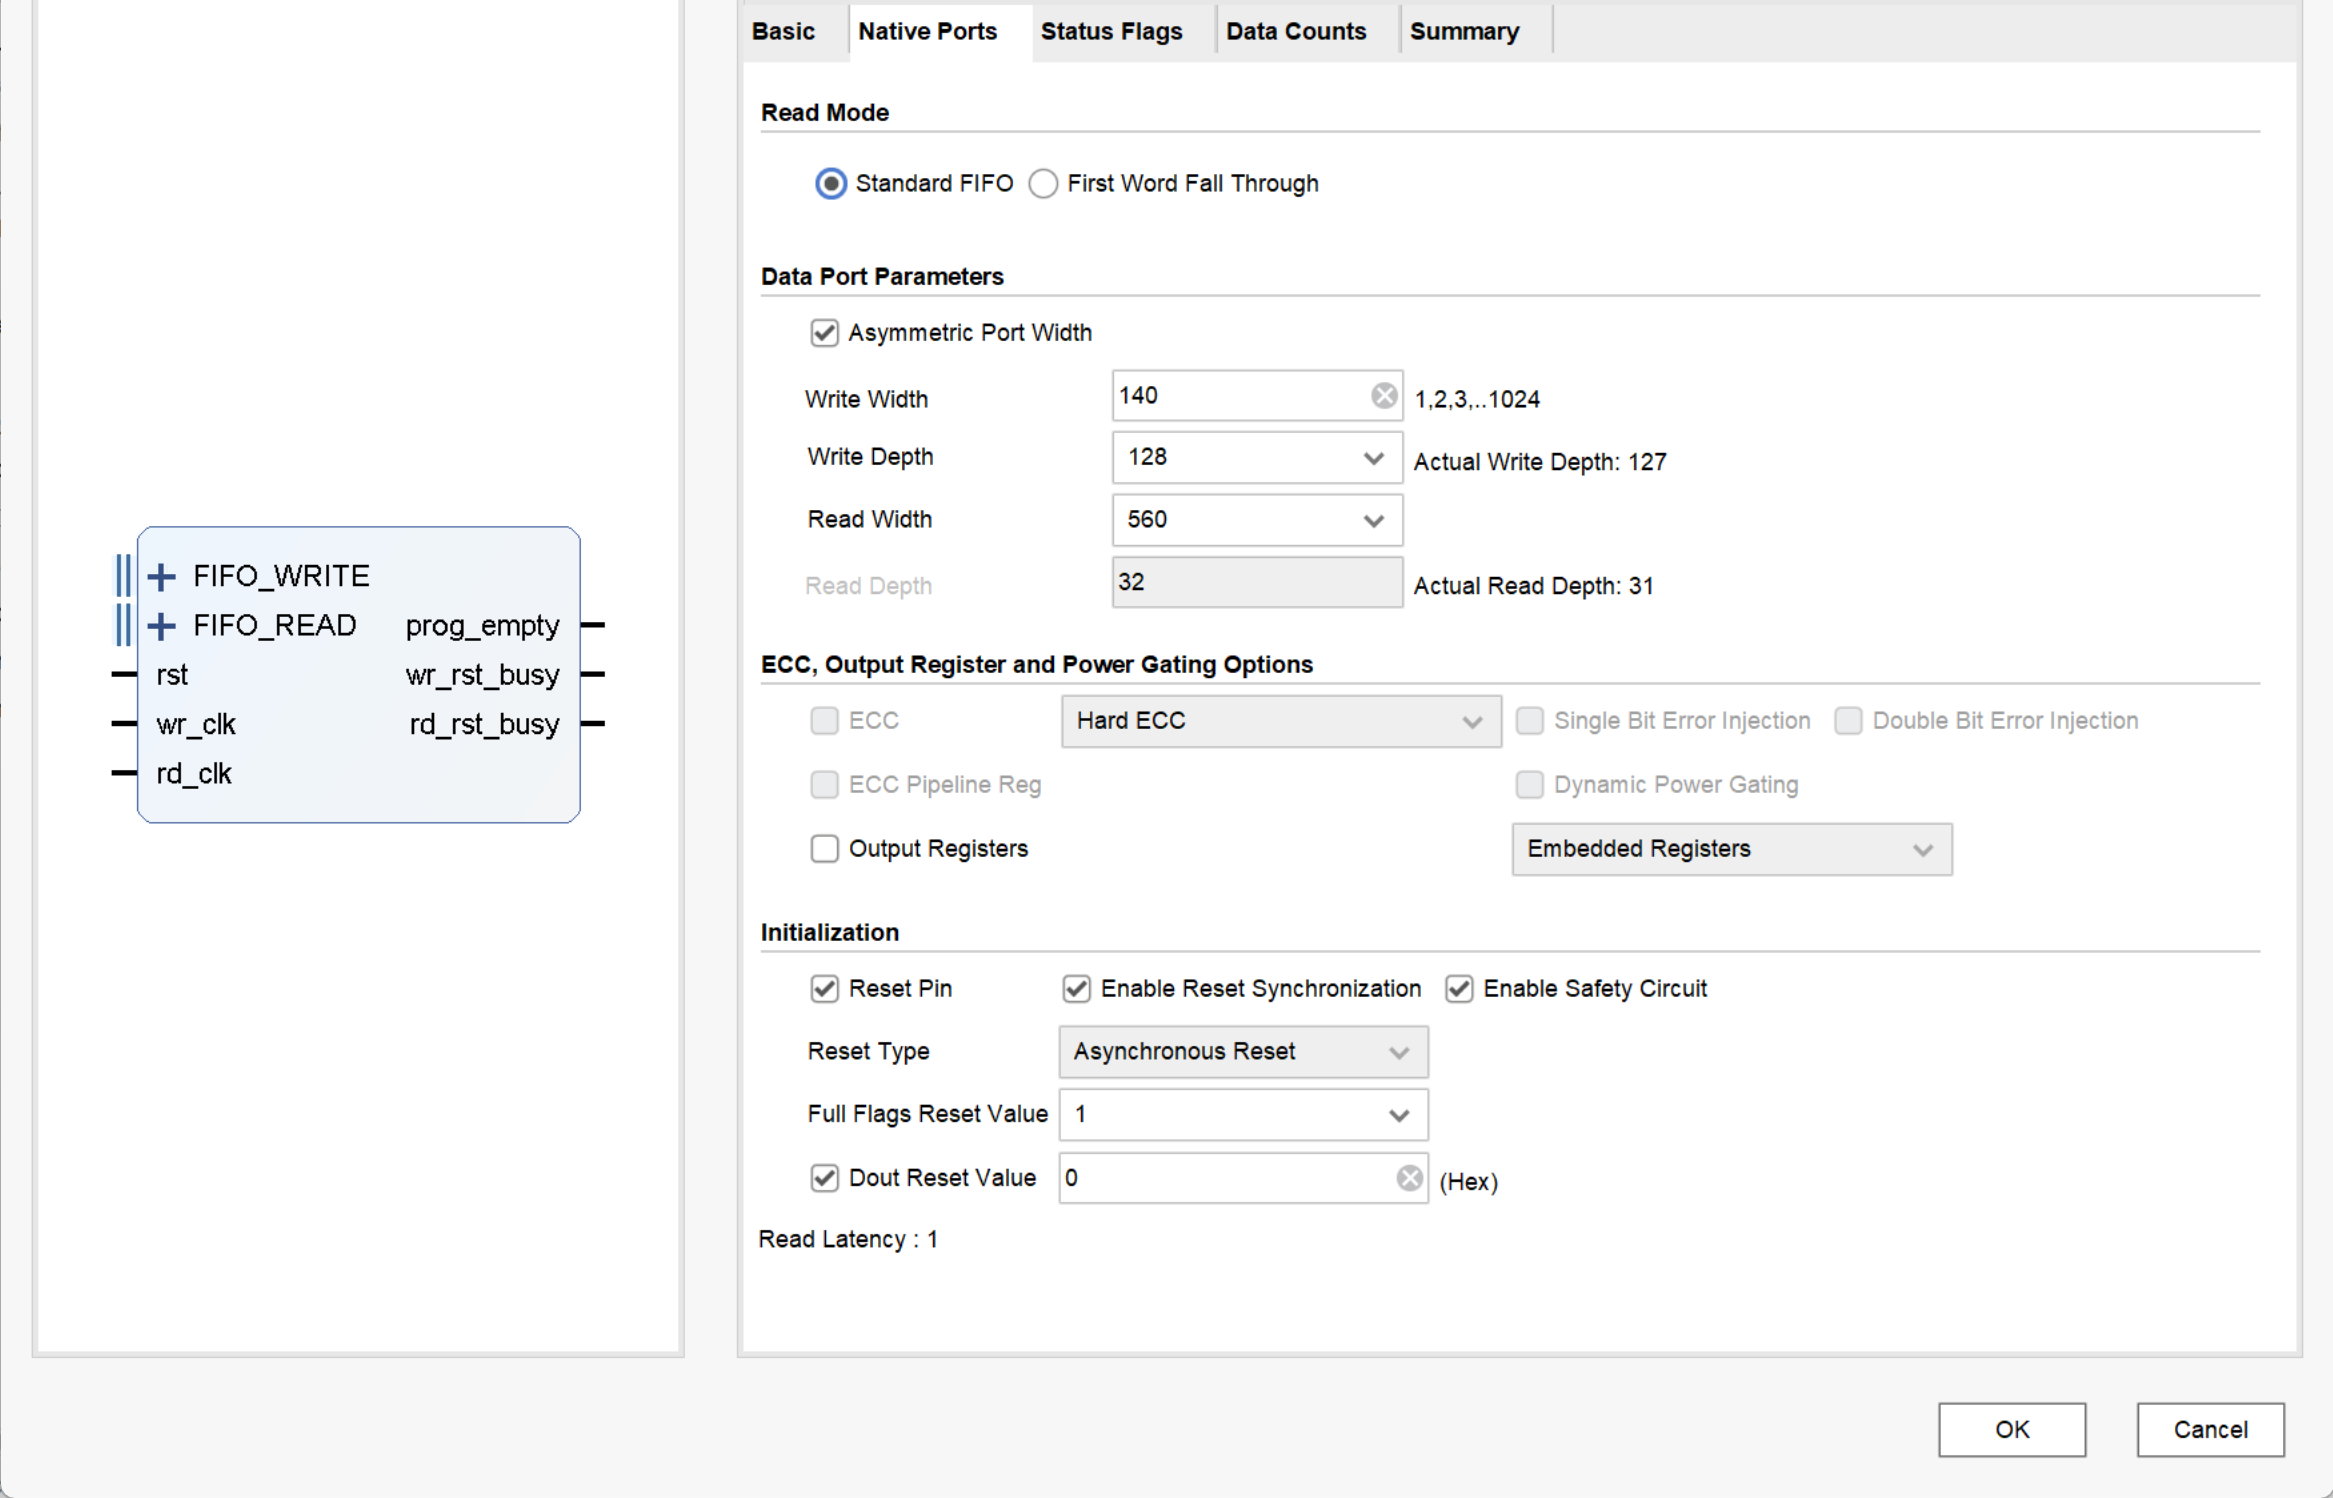 Basic Native Ports Status Flags Data Counts Summary
Read Mode
Standard FIFO First Word Fall Through
Data Port Parameters
Asymmetric Port Width
Write Width 140 1,2,3,..1024
Write Depth 128 Actual Write Depth: 127
Read Width 560
Read Depth 32 Actual Read Depth: 31
ECC, Output Register and Power Gating Options
ECC Hard ECC Single Bit Error Injection Double Bit Error Injection
ECC Pipeline Reg Dynamic Power Gating
Output Registers Embedded Registers
Initialization
Reset Pin Enable Reset Synchronization Enable Safety Circuit
Reset Type Asynchronous Reset
Full Flags Reset Value 1
Dout Reset Value 0 (Hex)
Read Latency : 1
FIFO_WRITE
FIFO_READ prog_empty
rst wr_rst_busy
wr_clk rd_rst_busy
rd_clk
OK Cancel